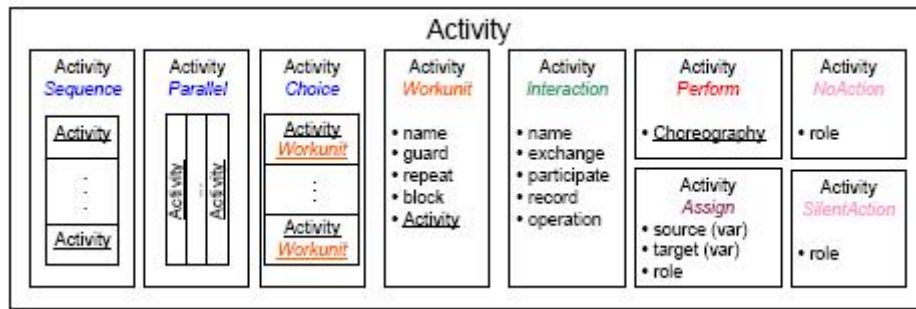 Activity
Activity
Sequence
Activity
Activity
Activity
Parallel
Activity
...
Activity
Activity
Choice
Activity
Workunit
Activity
Workunit
Activity
Workunit
• name
• guard
• repeat
• block
• Activity
Activity
Interaction
• name
• exchange
• participate
• record
• operation
Activity
Perform
• Choreography
Activity
Assign
• source (var)
• target (var)
• role
Activity
NoAction
• role
Activity
SilentAction
• role